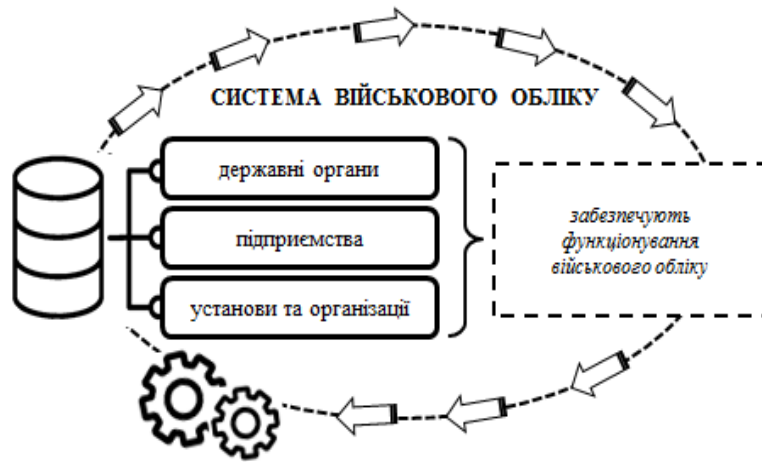 СИСТЕМА ВІЙСЬКОВОГО ОБЛІКУ
державні органи
підприємства
установи та організації
забезпечують
функціонування
військового обліку